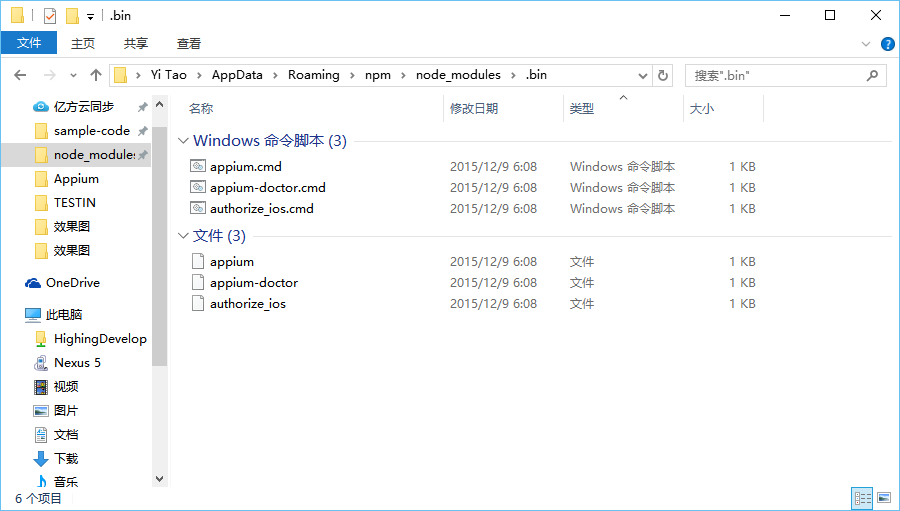 .bin
文件 主页 共享 查看
Yi Tao AppData Roaming npm node_modules .bin 搜索".bin"
名称 修改日期 类型 大小
亿方云同步
sample-code
node_modules
Appium
TESTIN
效果图
效果图
OneDrive
此电脑
HighingDevelop
Nexus 5
视频
图片
文档
下载
音乐
Windows 命令脚本 (3)
appium.cmd 2015/12/9 6:08 Windows 命令脚本 1 KB
appium-doctor.cmd 2015/12/9 6:08 Windows 命令脚本 1 KB
authorize_ios.cmd 2015/12/9 6:08 Windows 命令脚本 1 KB
文件 (3)
appium 2015/12/9 6:08 文件 1 KB
appium-doctor 2015/12/9 6:08 文件 1 KB
authorize_ios 2015/12/9 6:08 文件 1 KB
6 个项目